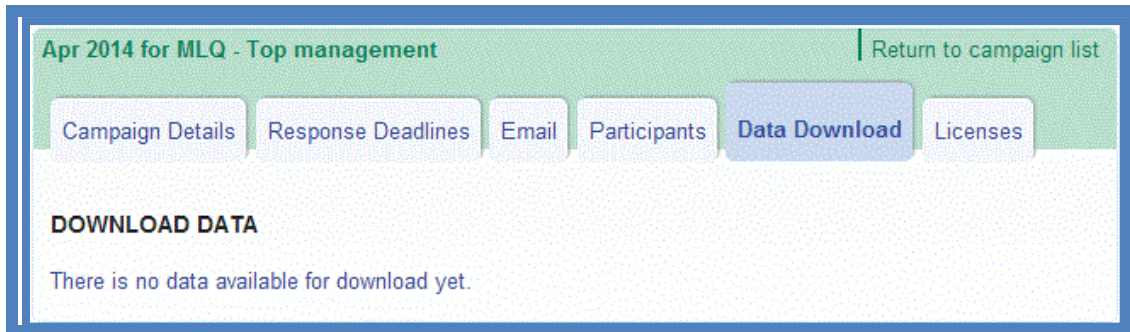 Apr 2014 for MLQ - Top management
Return to campaign list
Campaign Details Response Deadlines Email Participants Data Download Licenses
DOWNLOAD DATA
There is no data available for download yet.